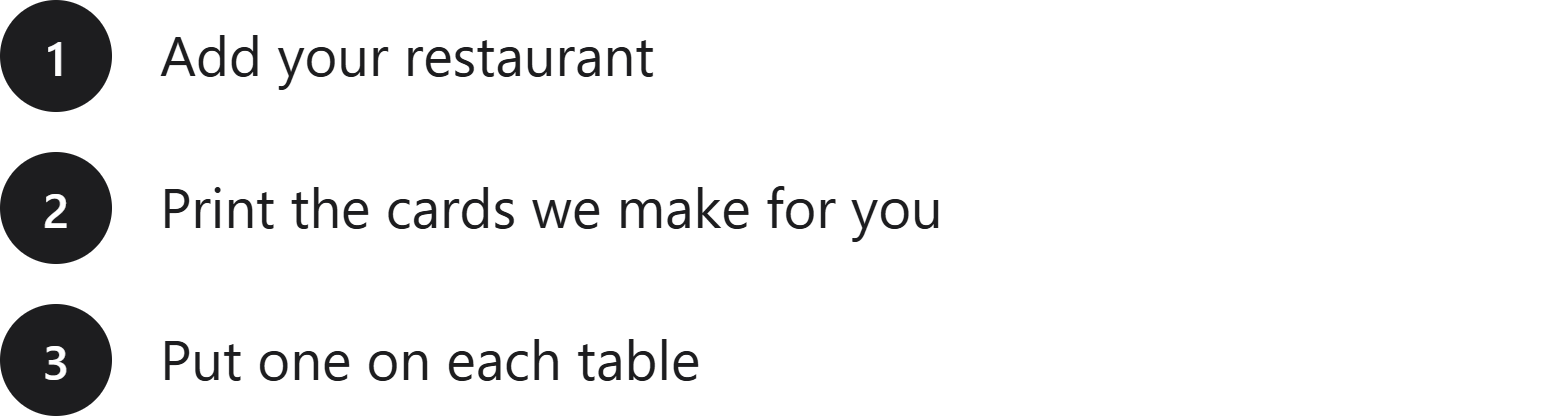 1 Add your restaurant
2 Print the cards we make for you
3 Put one on each table